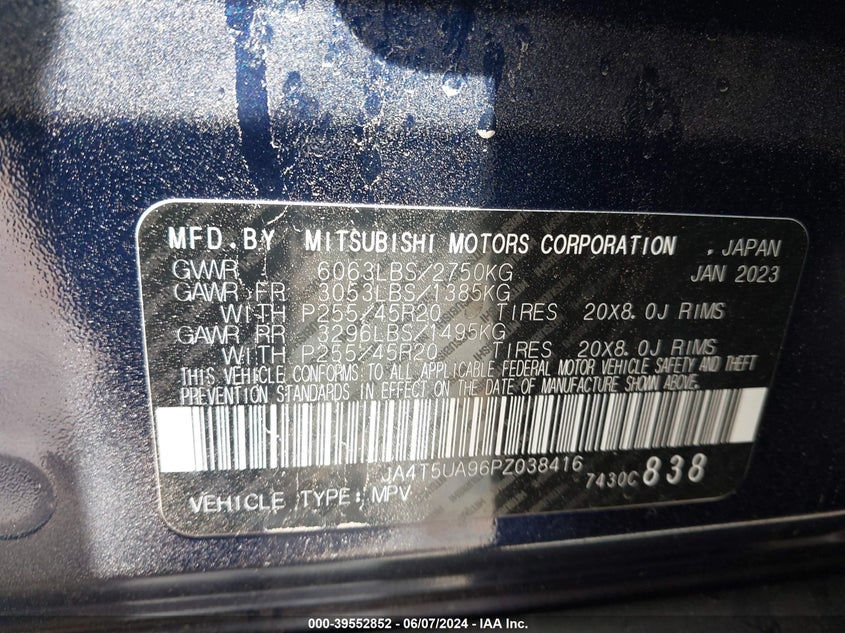 MFD.BY MITSUBISHI MOTORS CORPORATION , JAPAN
GVWR 6063LBS/2750KG JAN 2023
GAWR FR 3053LBS/1385KG
WITH P255/45R20 TIRES 20X8.0J RIMS
GAWR RR 3296LBS/1495KG
WITH P255/45R20 TIRES 20X8.0J RIMS
THIS VEHICLE CONFORMS TO ALL APPLICABLE FEDERAL MOTOR VEHICLE SAFETY AND THEFT
PREVENTION STANDARDS IN EFFECT ON THE DATE OF MANUFACTURE SHOWN ABOVE.
JA4T5UA96PZ038416 7430C 838
VEHICLE TYPE: MPV
000-39552852 - 06/07/2024 - Copyright IAA, Inc.